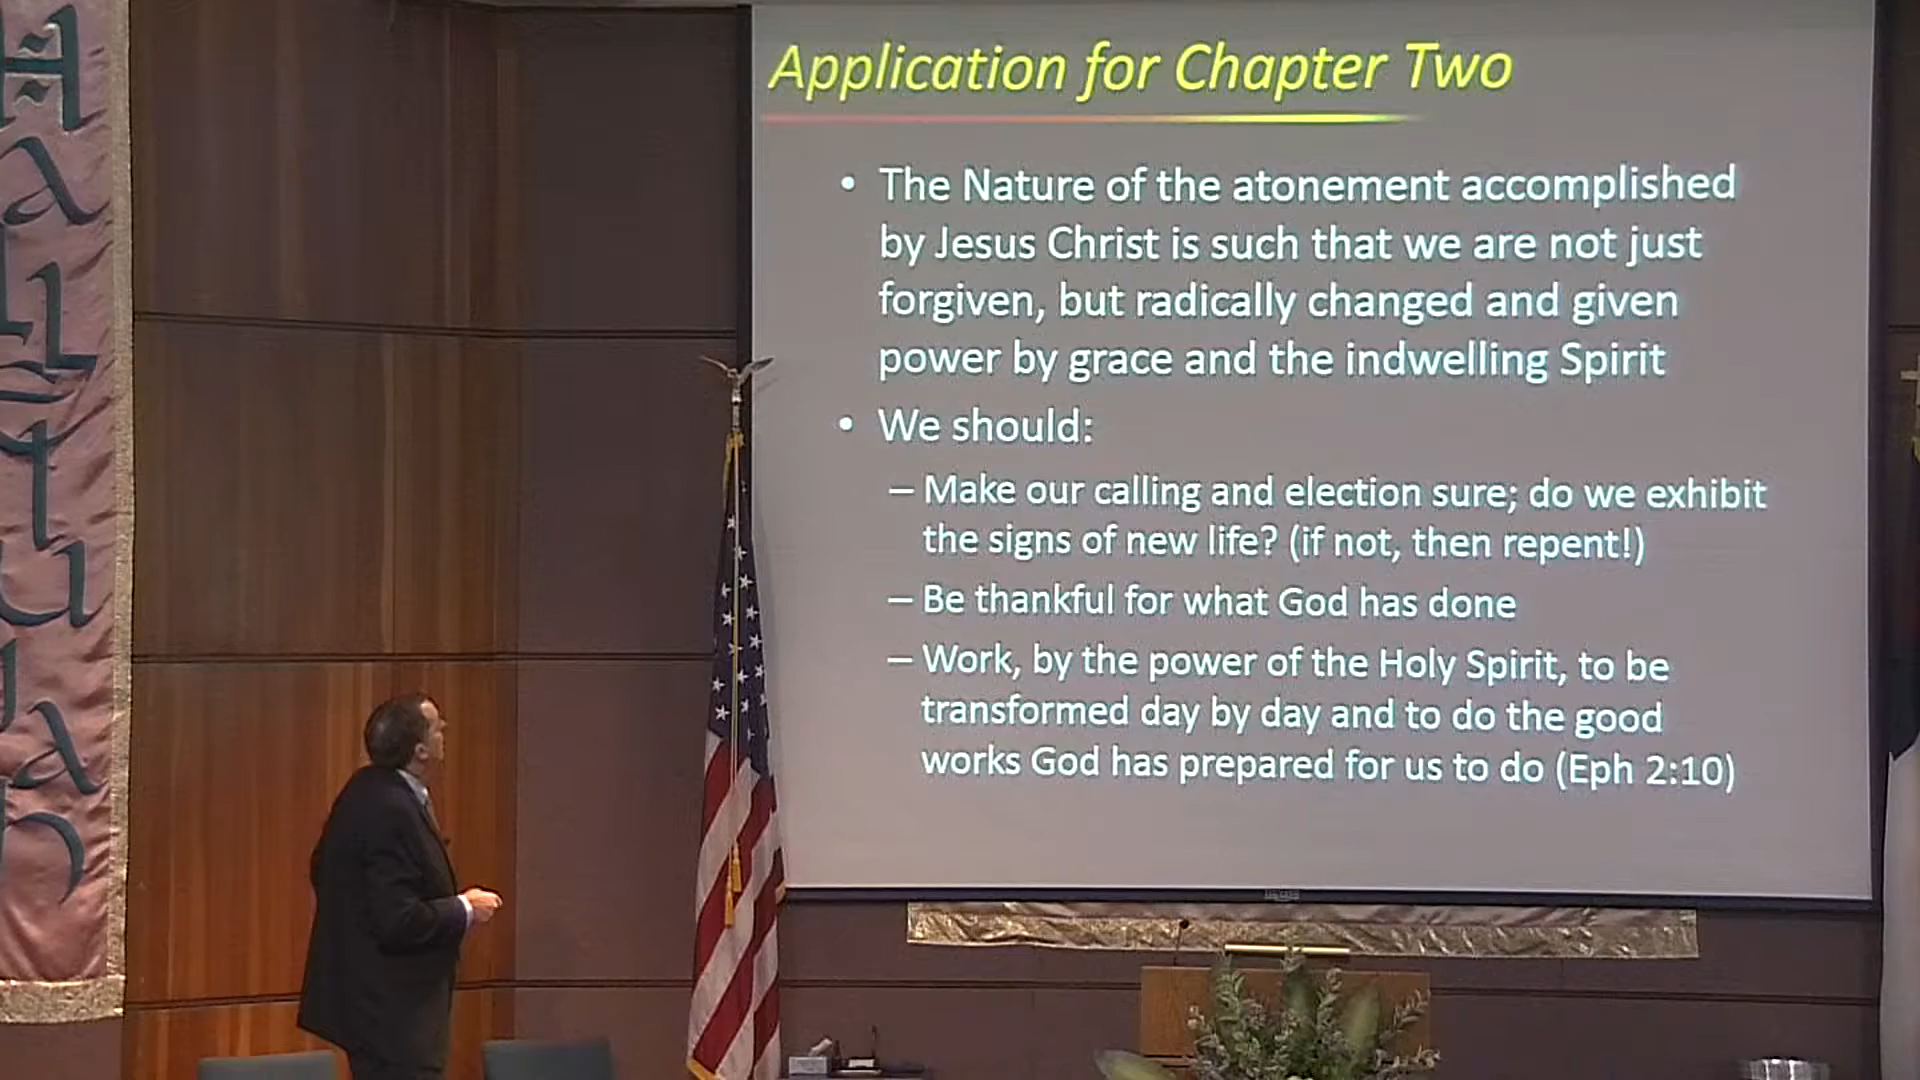 Hallelujah
Application for Chapter Two
• The Nature of the atonement accomplished
by Jesus Christ is such that we are not just
forgiven, but radically changed and given
power by grace and the indwelling Spirit
• We should:
– Make our calling and election sure; do we exhibit
the signs of new life? (if not, then repent!)
– Be thankful for what God has done
– Work, by the power of the Holy Spirit, to be
transformed day by day and to do the good
works God has prepared for us to do (Eph 2:10)